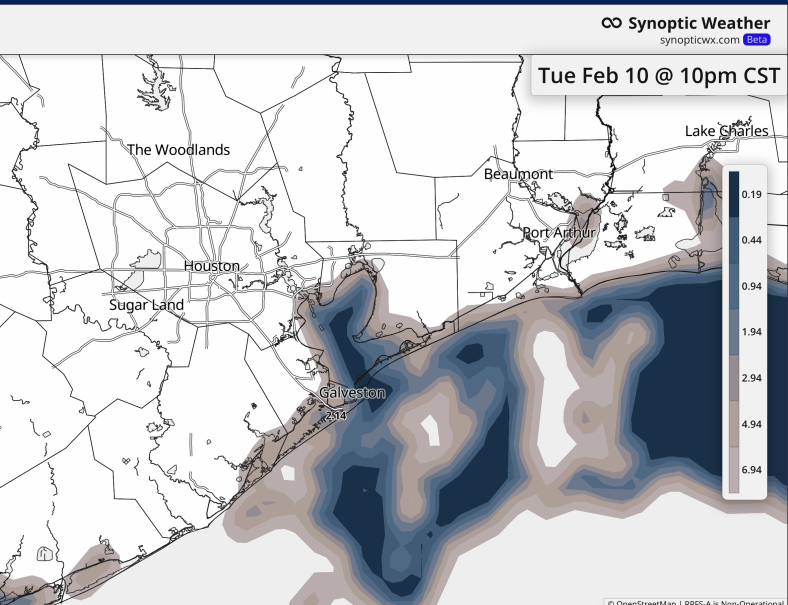 Synoptic Weather
synopticwx.com Beta
Tue Feb 10 @ 10pm CST
Lake Charles
The Woodlands
Beaumont
0.19
Port Arthur
0.44
Houston
0.94
Sugar Land
1.94
2.94
Galveston
2.14
4.94
6.94
© OpenStreetMap | RRFS-A is Non-Operational